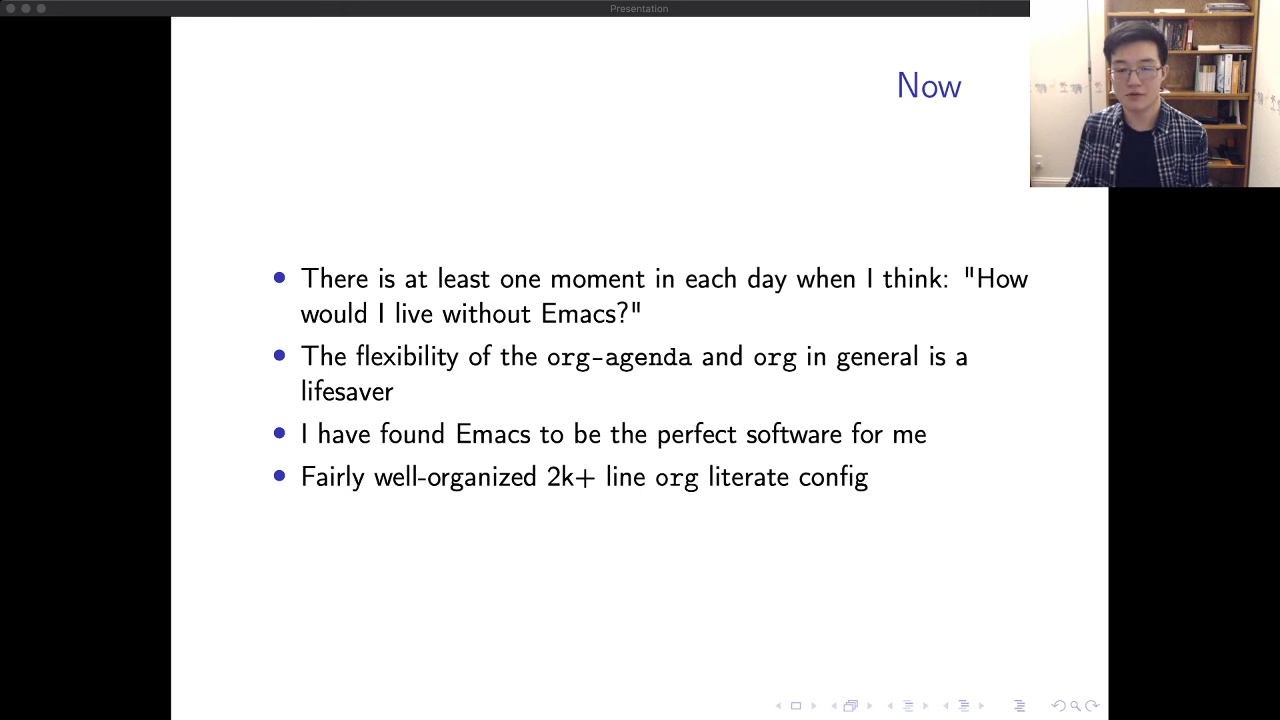 Presentation
Now
There is at least one moment in each day when I think: "How
would I live without Emacs?"
The flexibility of the org-agenda and org in general is a
lifesaver
I have found Emacs to be the perfect software for me
Fairly well-organized 2k+ line org literate config